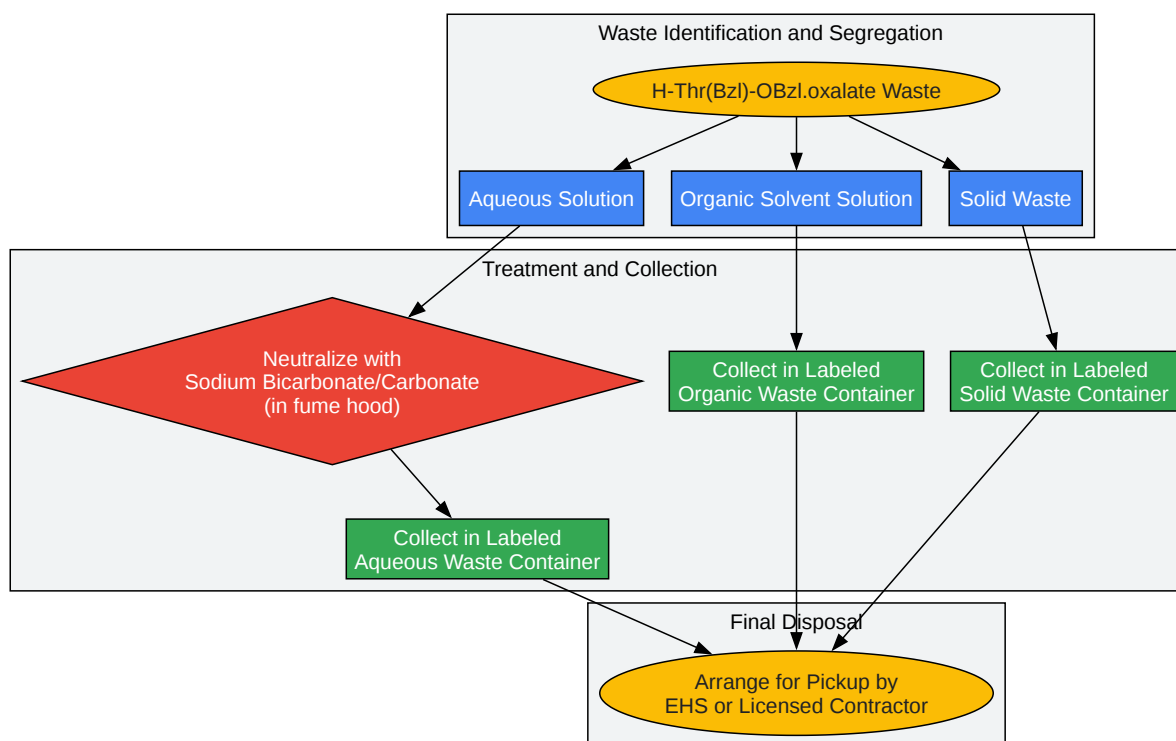 Waste Identification and Segregation
H-Thr(Bzl)-OBzl.oxalate Waste
Aqueous Solution
Organic Solvent Solution
Solid Waste
Treatment and Collection
Neutralize with
Sodium Bicarbonate/Carbonate
(in fume hood)
Collect in Labeled
Organic Waste Container
Collect in Labeled
Solid Waste Container
Collect in Labeled
Aqueous Waste Container
Final Disposal
Arrange for Pickup by
EHS or Licensed Contractor